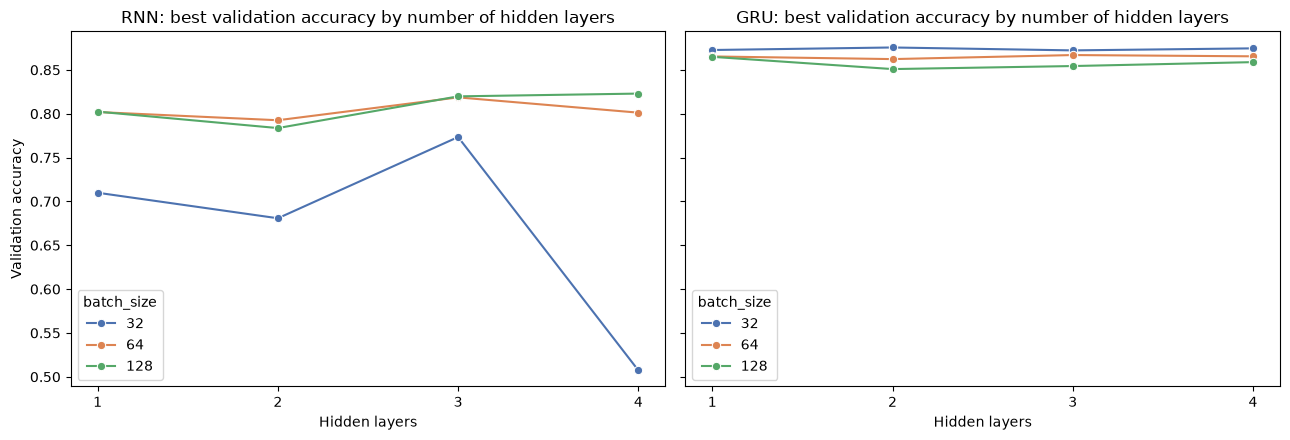 RNN: best validation accuracy by number of hidden layers
Validation accuracy
0.85
0.80
0.75
0.70
0.65
0.60
0.55
0.50
batch_size
32
64
128
1 2 3 4
Hidden layers
GRU: best validation accuracy by number of hidden layers
batch_size
32
64
128
1 2 3 4
Hidden layers